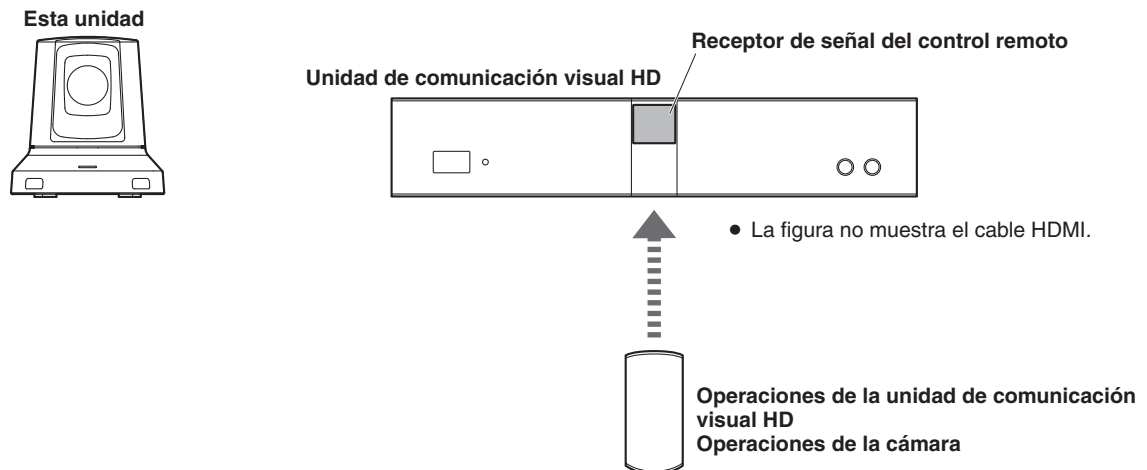 Esta unidad
Receptor de señal del control remoto
Unidad de comunicación visual HD
● La figura no muestra el cable HDMI.
Operaciones de la unidad de comunicación
visual HD
Operaciones de la cámara